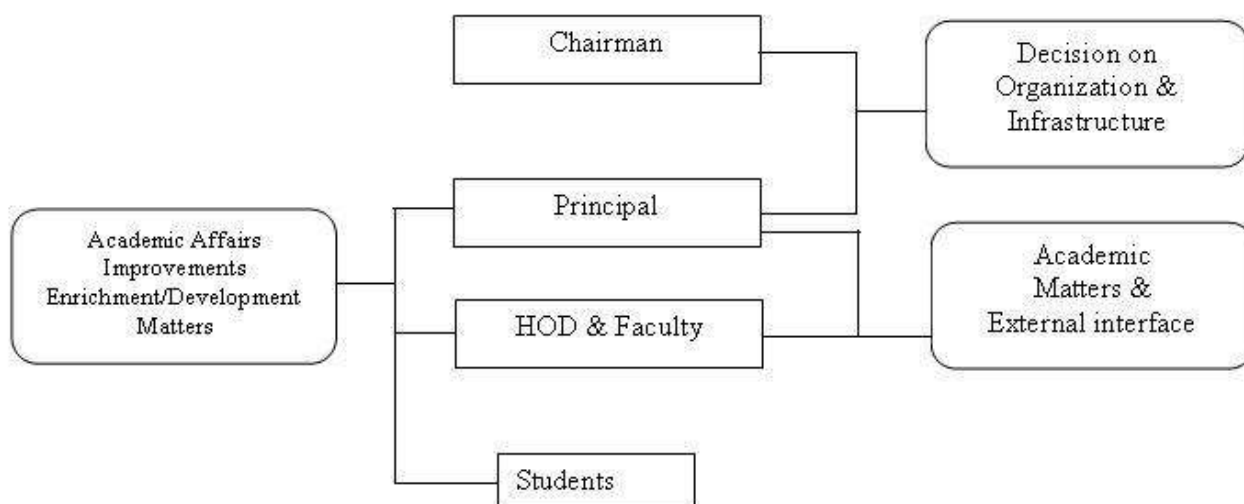 Chairman
Decision on
Organization &
Infrastructure
Principal
Academic Affairs
Improvements
Enrichment/Development
Matters
Academic
Matters &
External interface
HOD & Faculty
Students